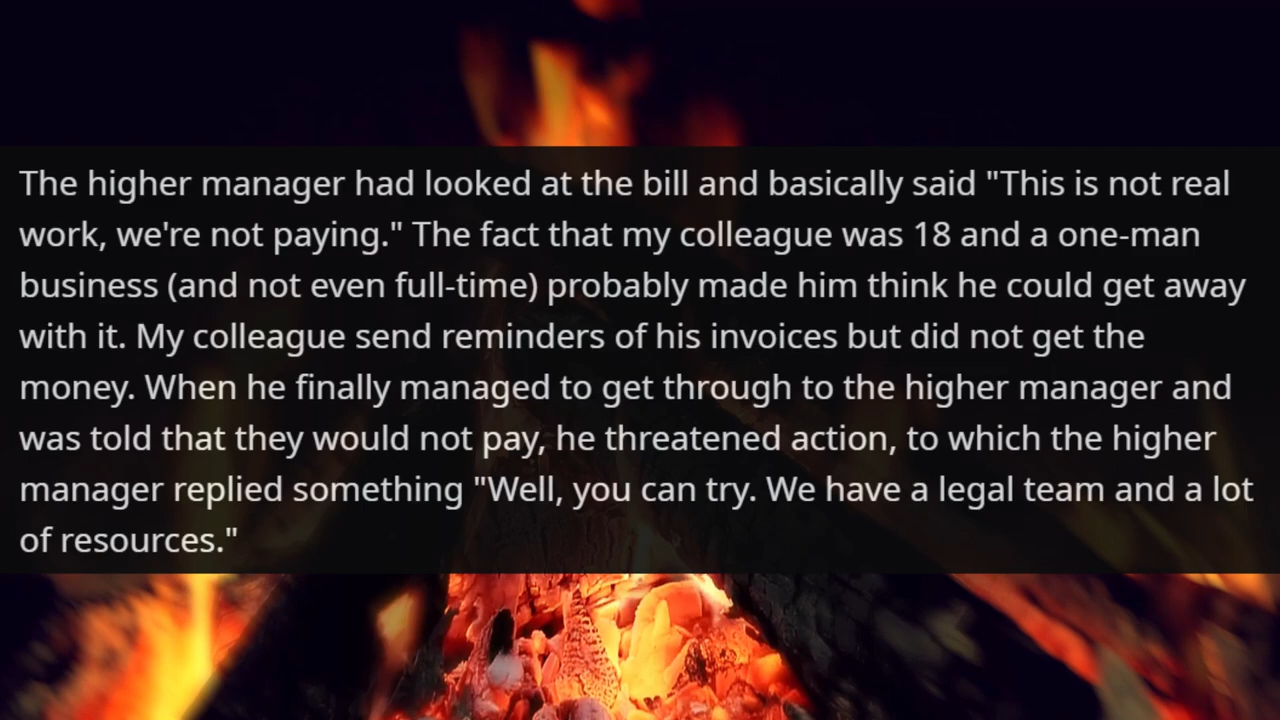 The higher manager had looked at the bill and basically said "This is not real
work, we're not paying." The fact that my colleague was 18 and a one-man
business (and not even full-time) probably made him think he could get away
with it. My colleague send reminders of his invoices but did not get the
money. When he finally managed to get through to the higher manager and
was told that they would not pay, he threatened action, to which the higher
manager replied something "Well, you can try. We have a legal team and a lot
of resources."